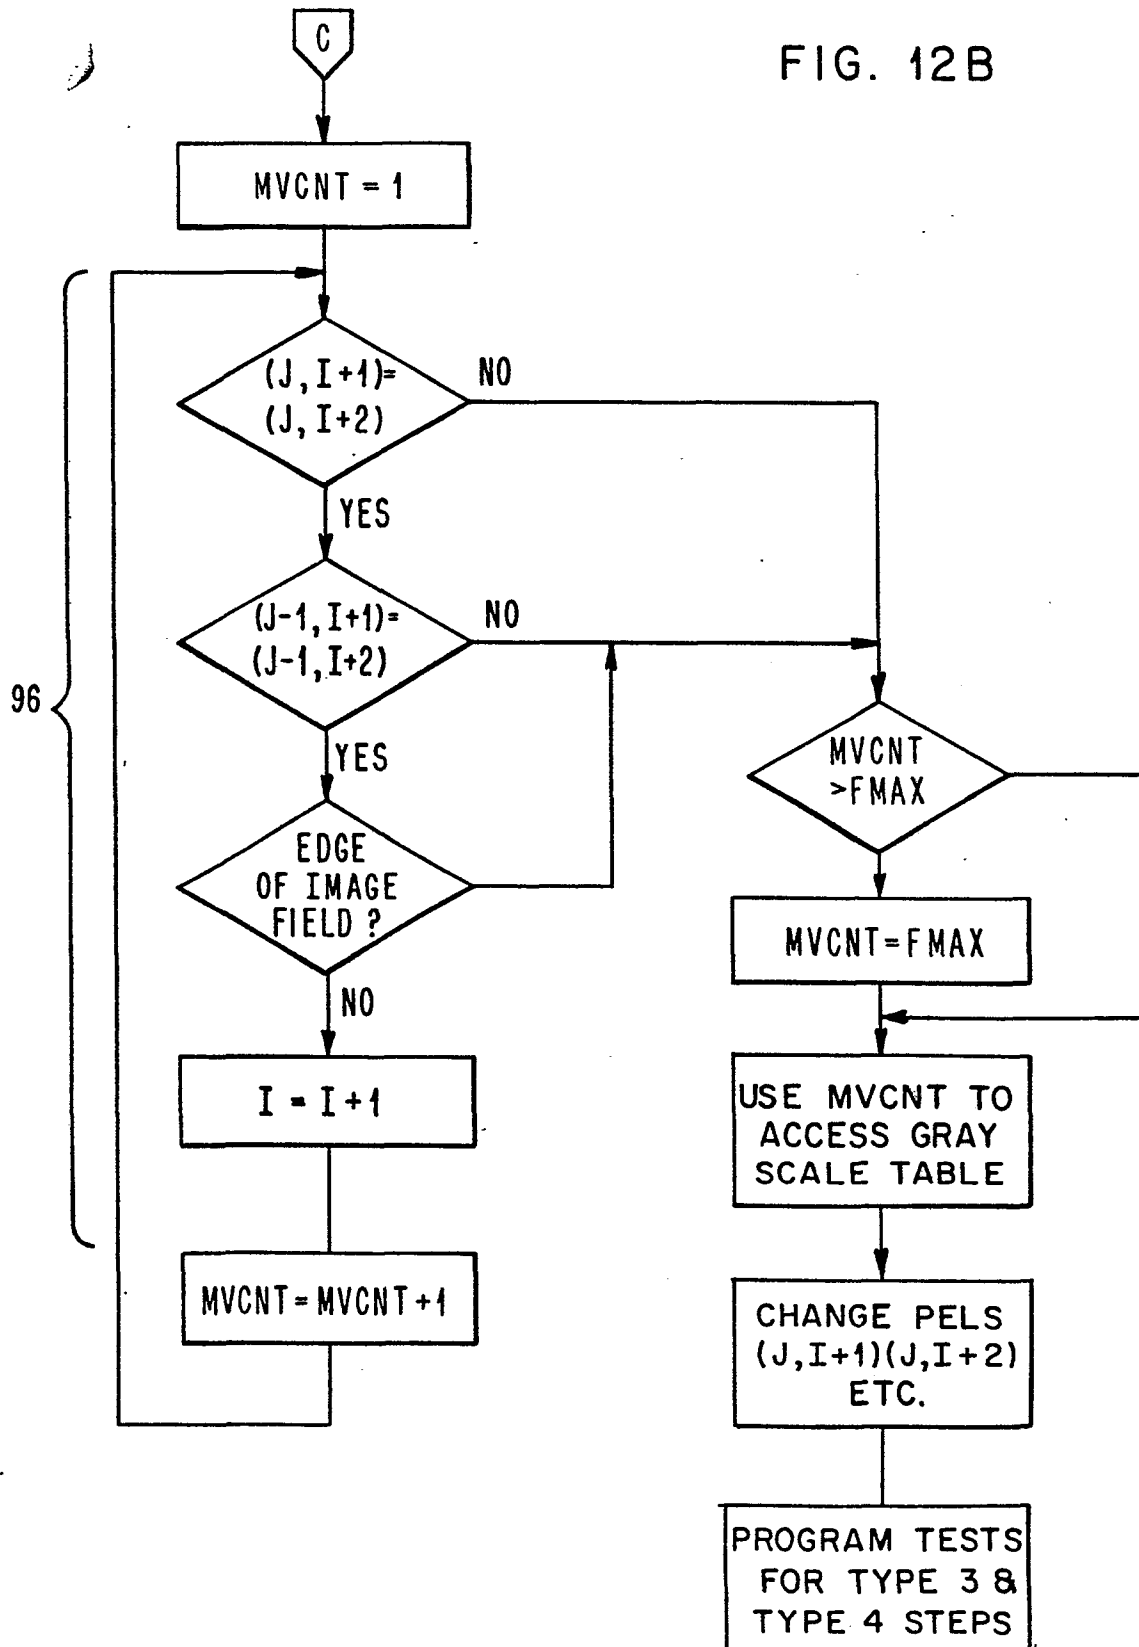 C
FIG. 12B
MVCNT = 1
(J, I+1)=
(J, I+2)
NO
YES
(J-1, I+1)=
(J-1, I+2)
NO
96
YES
EDGE
OF IMAGE
FIELD ?
NO
I = I+1
MVCNT = MVCNT +1
MVCNT
>FMAX
MVCNT = FMAX
USE MVCNT TO
ACCESS GRAY
SCALE TABLE
CHANGE PELS
(J,I+1)(J,I+2)
ETC.
PROGRAM TESTS
FOR TYPE 3 &
TYPE 4 STEPS